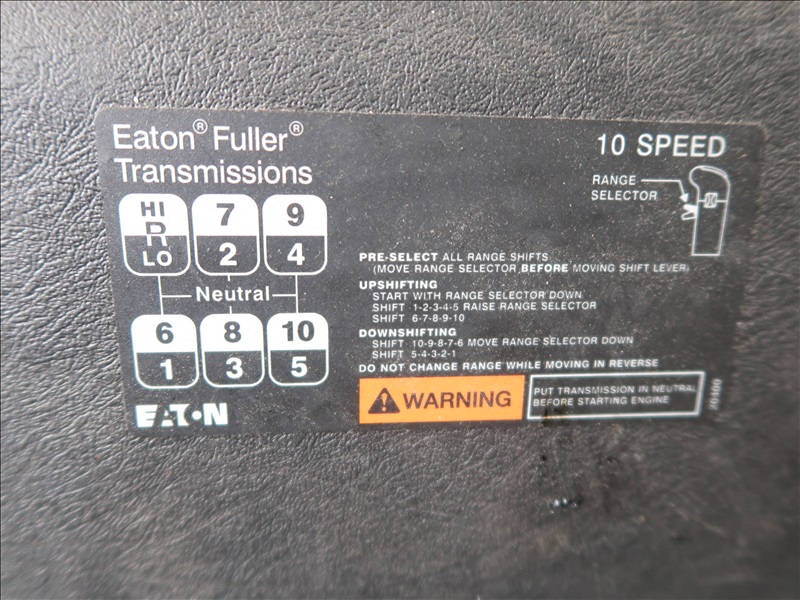 Eaton® Fuller®
Transmissions
10 SPEED
RANGE
SELECTOR
HI
R
LO
7
2
9
4
Neutral
6
1
8
3
10
5
EATON
PRE-SELECT ALL RANGE SHIFTS
(MOVE RANGE SELECTOR BEFORE MOVING SHIFT LEVER)
UPSHIFTING
START WITH RANGE SELECTOR DOWN
SHIFT 1-2-3-4-5 RAISE RANGE SELECTOR
SHIFT 6-7-8-9-10
DOWNSHIFTING
SHIFT 10-9-8-7-6 MOVE RANGE SELECTOR DOWN
SHIFT 5-4-3-2-1
DO NOT CHANGE RANGE WHILE MOVING IN REVERSE
WARNING
PUT TRANSMISSION IN NEUTRAL
BEFORE STARTING ENGINE